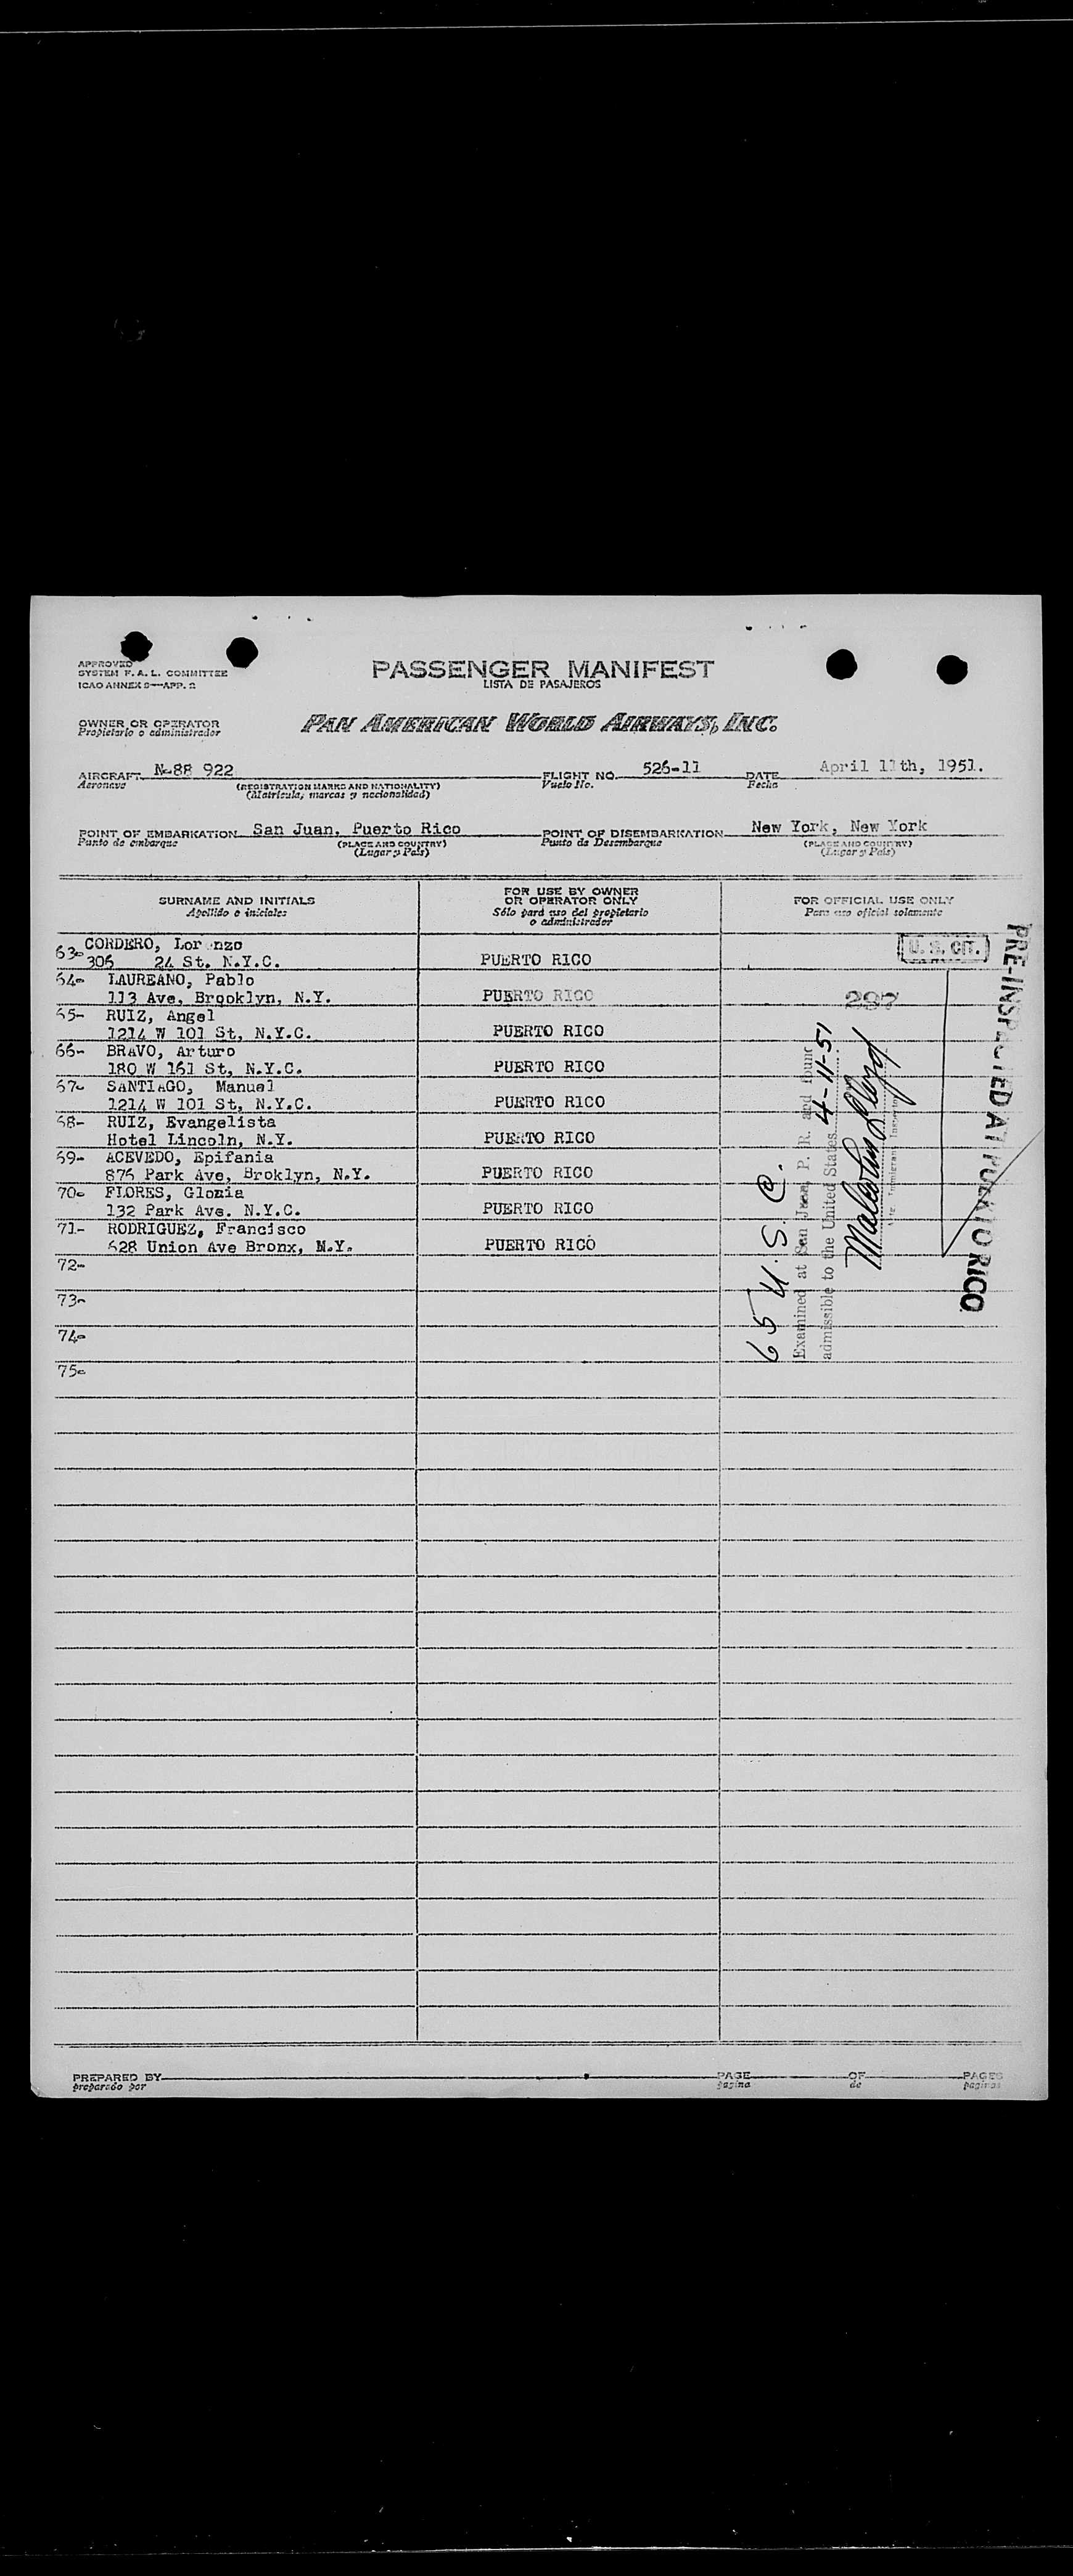 APPROVED
SYSTEM F. A. L. COMMITTEE
ICAO ANNEX 9—APP. 2
PASSENGER MANIFEST
LISTA DE PASAJEROS
OWNER OR OPERATOR
Propietario o administrador
PAN AMERICAN WORLD AIRWAYS, INC.
AIRCRAFT N-88 922 FLIGHT NO. 526-11 DATE April 11th, 1951.
Aeronave (REGISTRATION MARKS AND NATIONALITY) Vuelo No. Fecha
(Matrícula, marcas y nacionalidad)
POINT OF EMBARKATION San Juan, Puerto Rico POINT OF DISEMBARKATION New York, New York
Punto de embarque (PLACE AND COUNTRY) Punto de Desembarque (PLACE AND COUNTRY)
(Lugar y País) (Lugar y País)
SURNAME AND INITIALS
Apellido e iniciales
FOR USE BY OWNER
OR OPERATOR ONLY
Sólo pará uso del propietario
o administrador
FOR OFFICIAL USE ONLY
Para uso oficial solamente
63- CORDERO, Lor nzo
306 24 St. N.Y.C. PUERTO RICO
64- LAUREANO, Pablo
113 Ave, Brooklyn, N.Y. PUERTO RICO
65- RUIZ, Angel
1214 W 101 St, N.Y.C. PUERTO RICO
66- BRAVO, Arturo
180 W 161 St, N.Y.C. PUERTO RICO
67- SANTIAGO, Manuel
1214 W 101 St, N.Y.C. PUERTO RICO
68- RUIZ, Evangelista
Hotel Lincoln, N.Y. PUERTO RICO
69- ACEVEDO, Epifania
876 Park Ave, Broklyn, N.Y. PUERTO RICO
70- FLORES, Gloria
132 Park Ave. N.Y.C. PUERTO RICO
71- RODRIGUEZ, Francisco
628 Union Ave Bronx, N.Y. PUERTO RICO
72-
73-
74-
75-
U. S. CIT.
297
65 U. S. C.
Examined at San Juan, P. R. and found
admissible to the United States 4-11-51
Malcolm Lloyd
Immigrant Inspector
PRE-INSPECTED AT PUERTO RICO
PREPARED BY PAGE OF PAGES
preparado por página de páginas